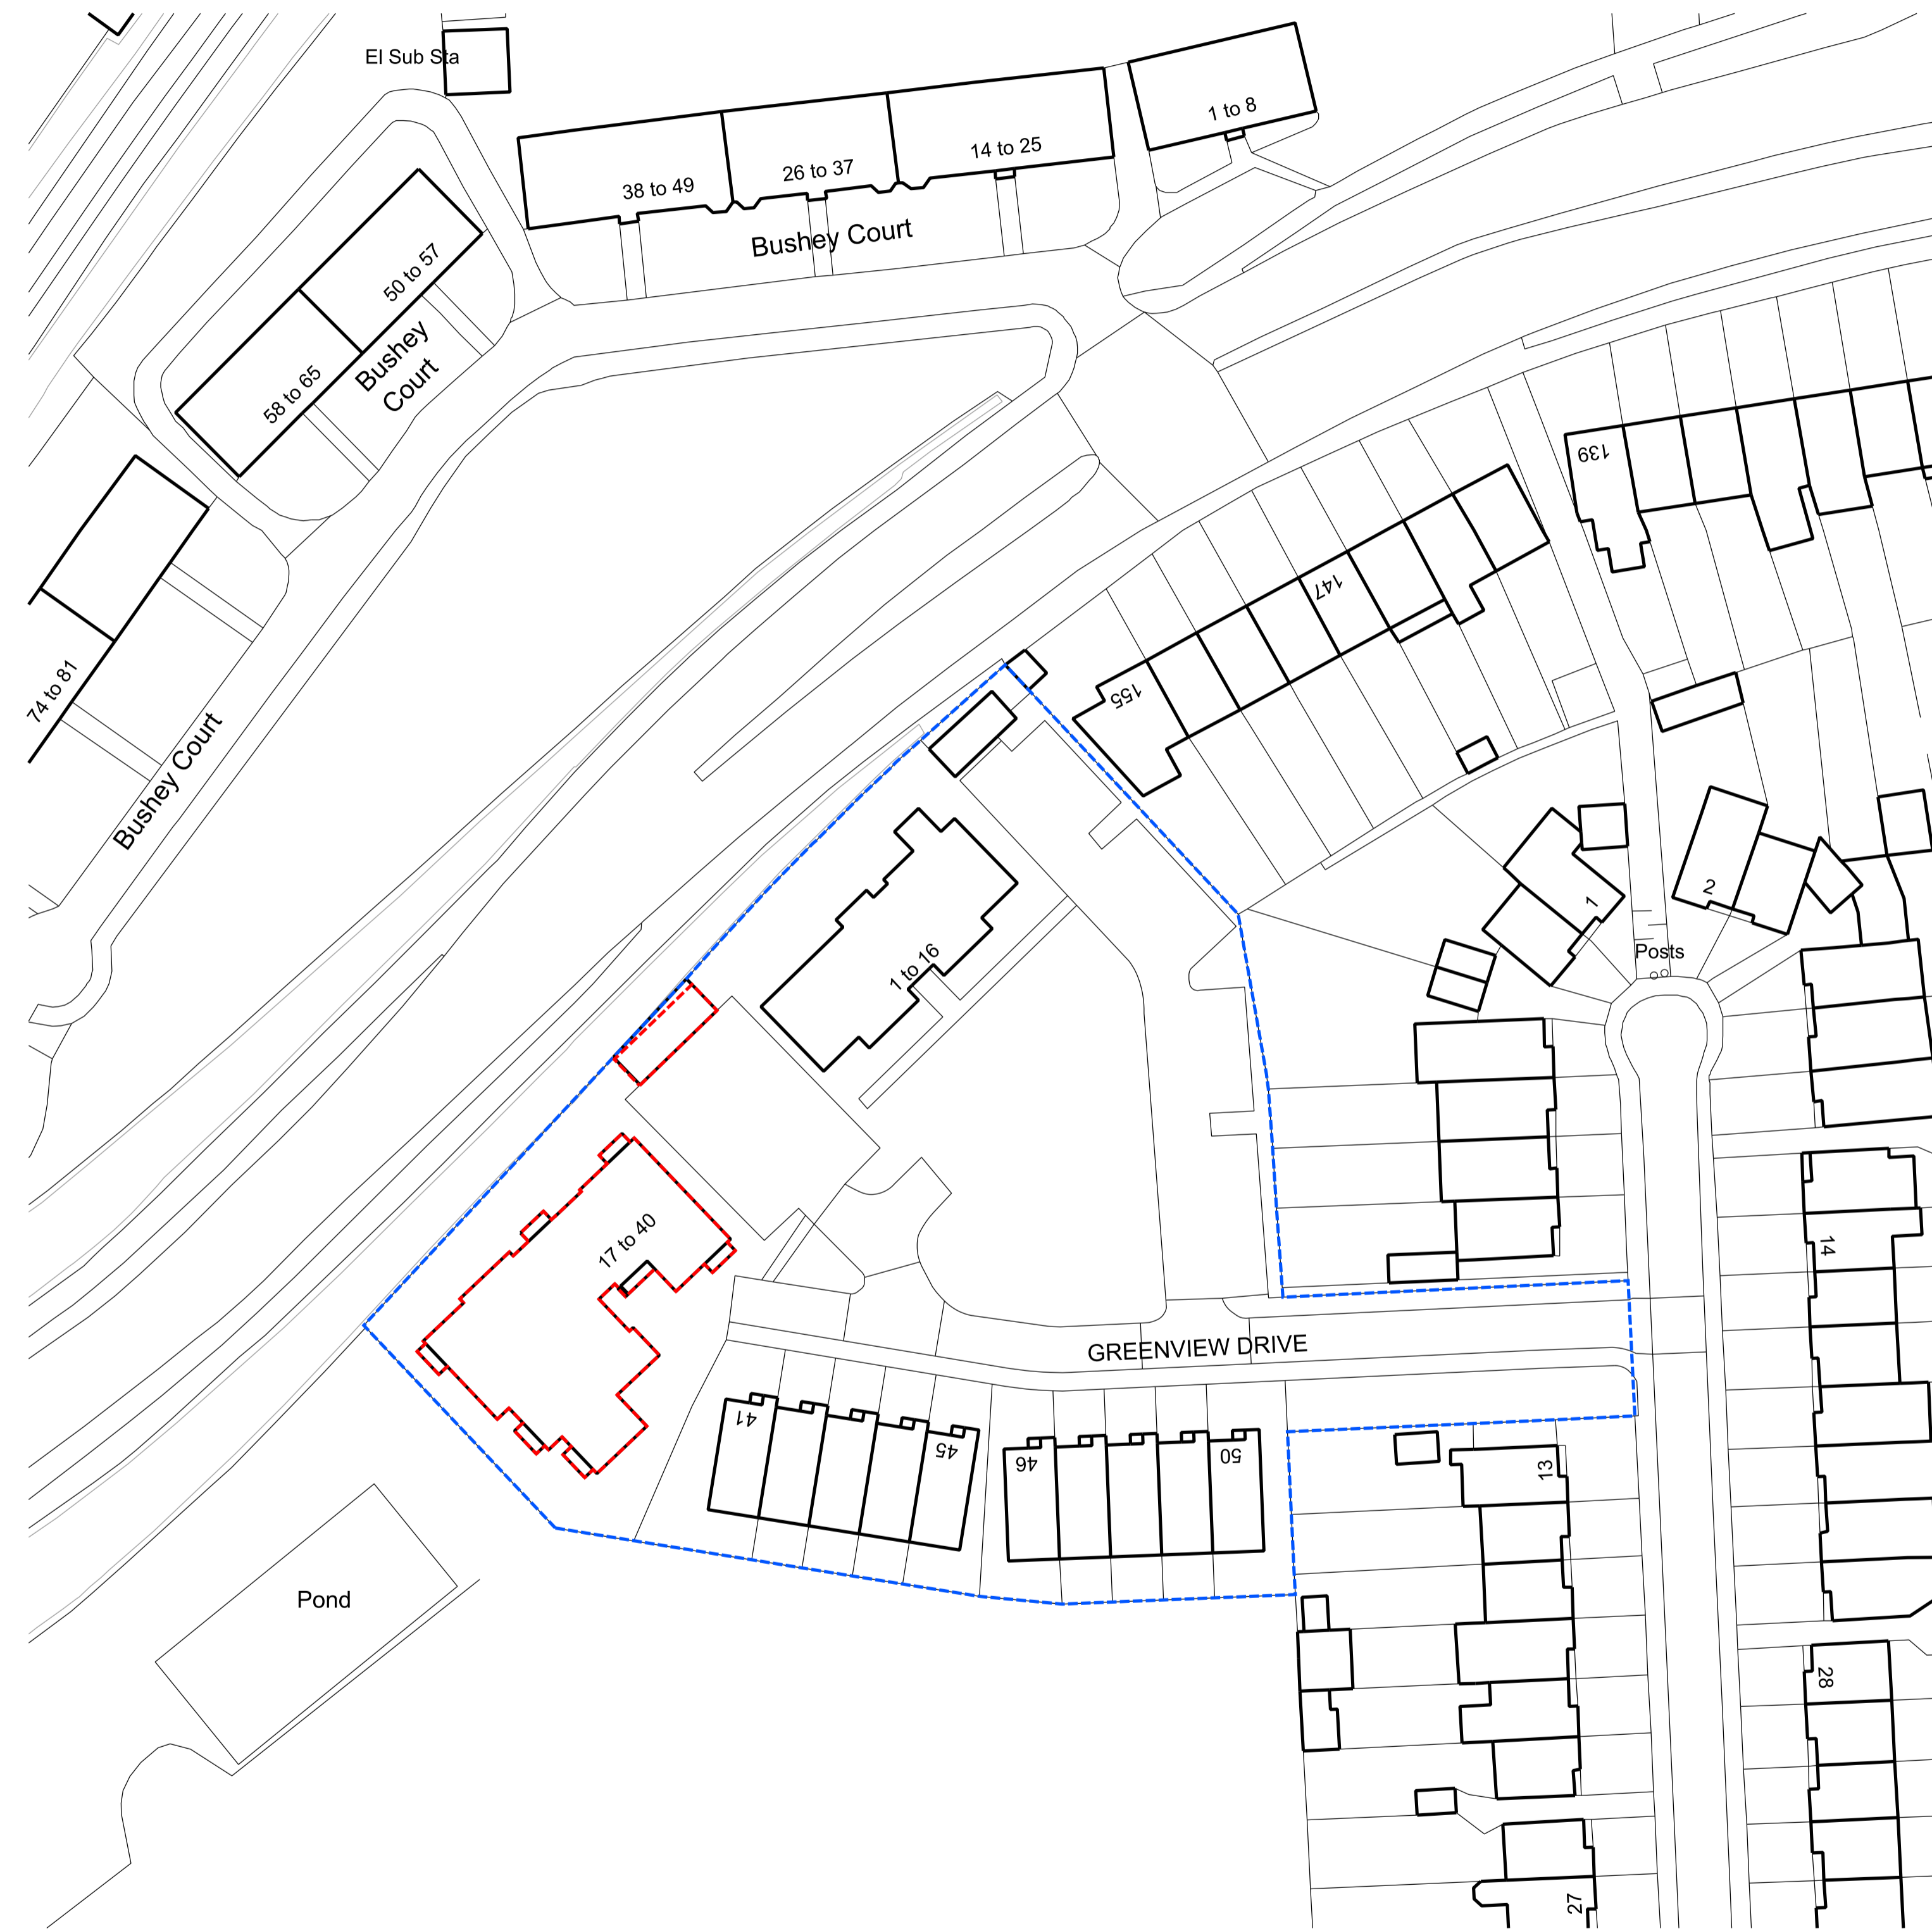 El Sub Sta
1 to 8
14 to 25
26 to 37
38 to 49
Bushey Court
50 to 57
Bushey
Court
58 to 65
139
147
155
74 to 81
Bushey Court
1
2
Posts
1 to 16
17 to 40
14
GREENVIEW DRIVE
41
45
46
50
13
Pond
28
27